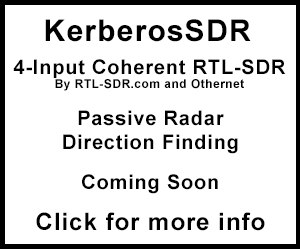 KerberosSDR
4-Input Coherent RTL-SDR
By RTL-SDR.com and Othernet
Passive Radar
Direction Finding
Coming Soon
Click for more info